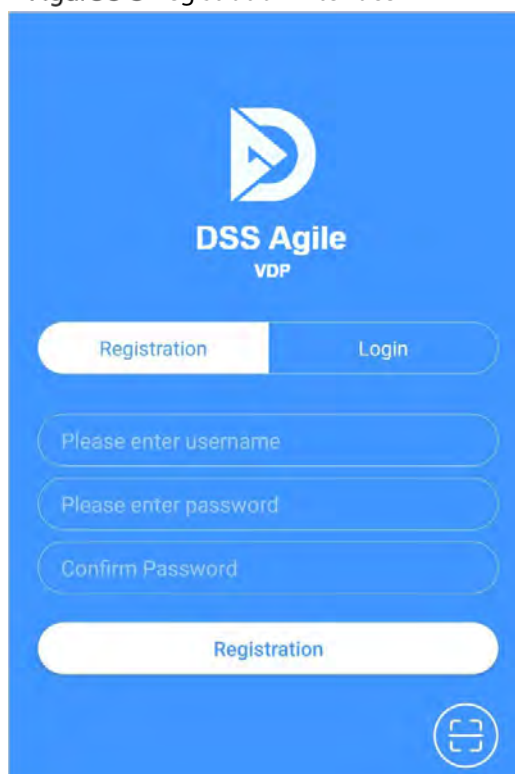 DSS Agile
VDP
Registration
Login
Please enter username
Please enter password
Confirm Password
Registration